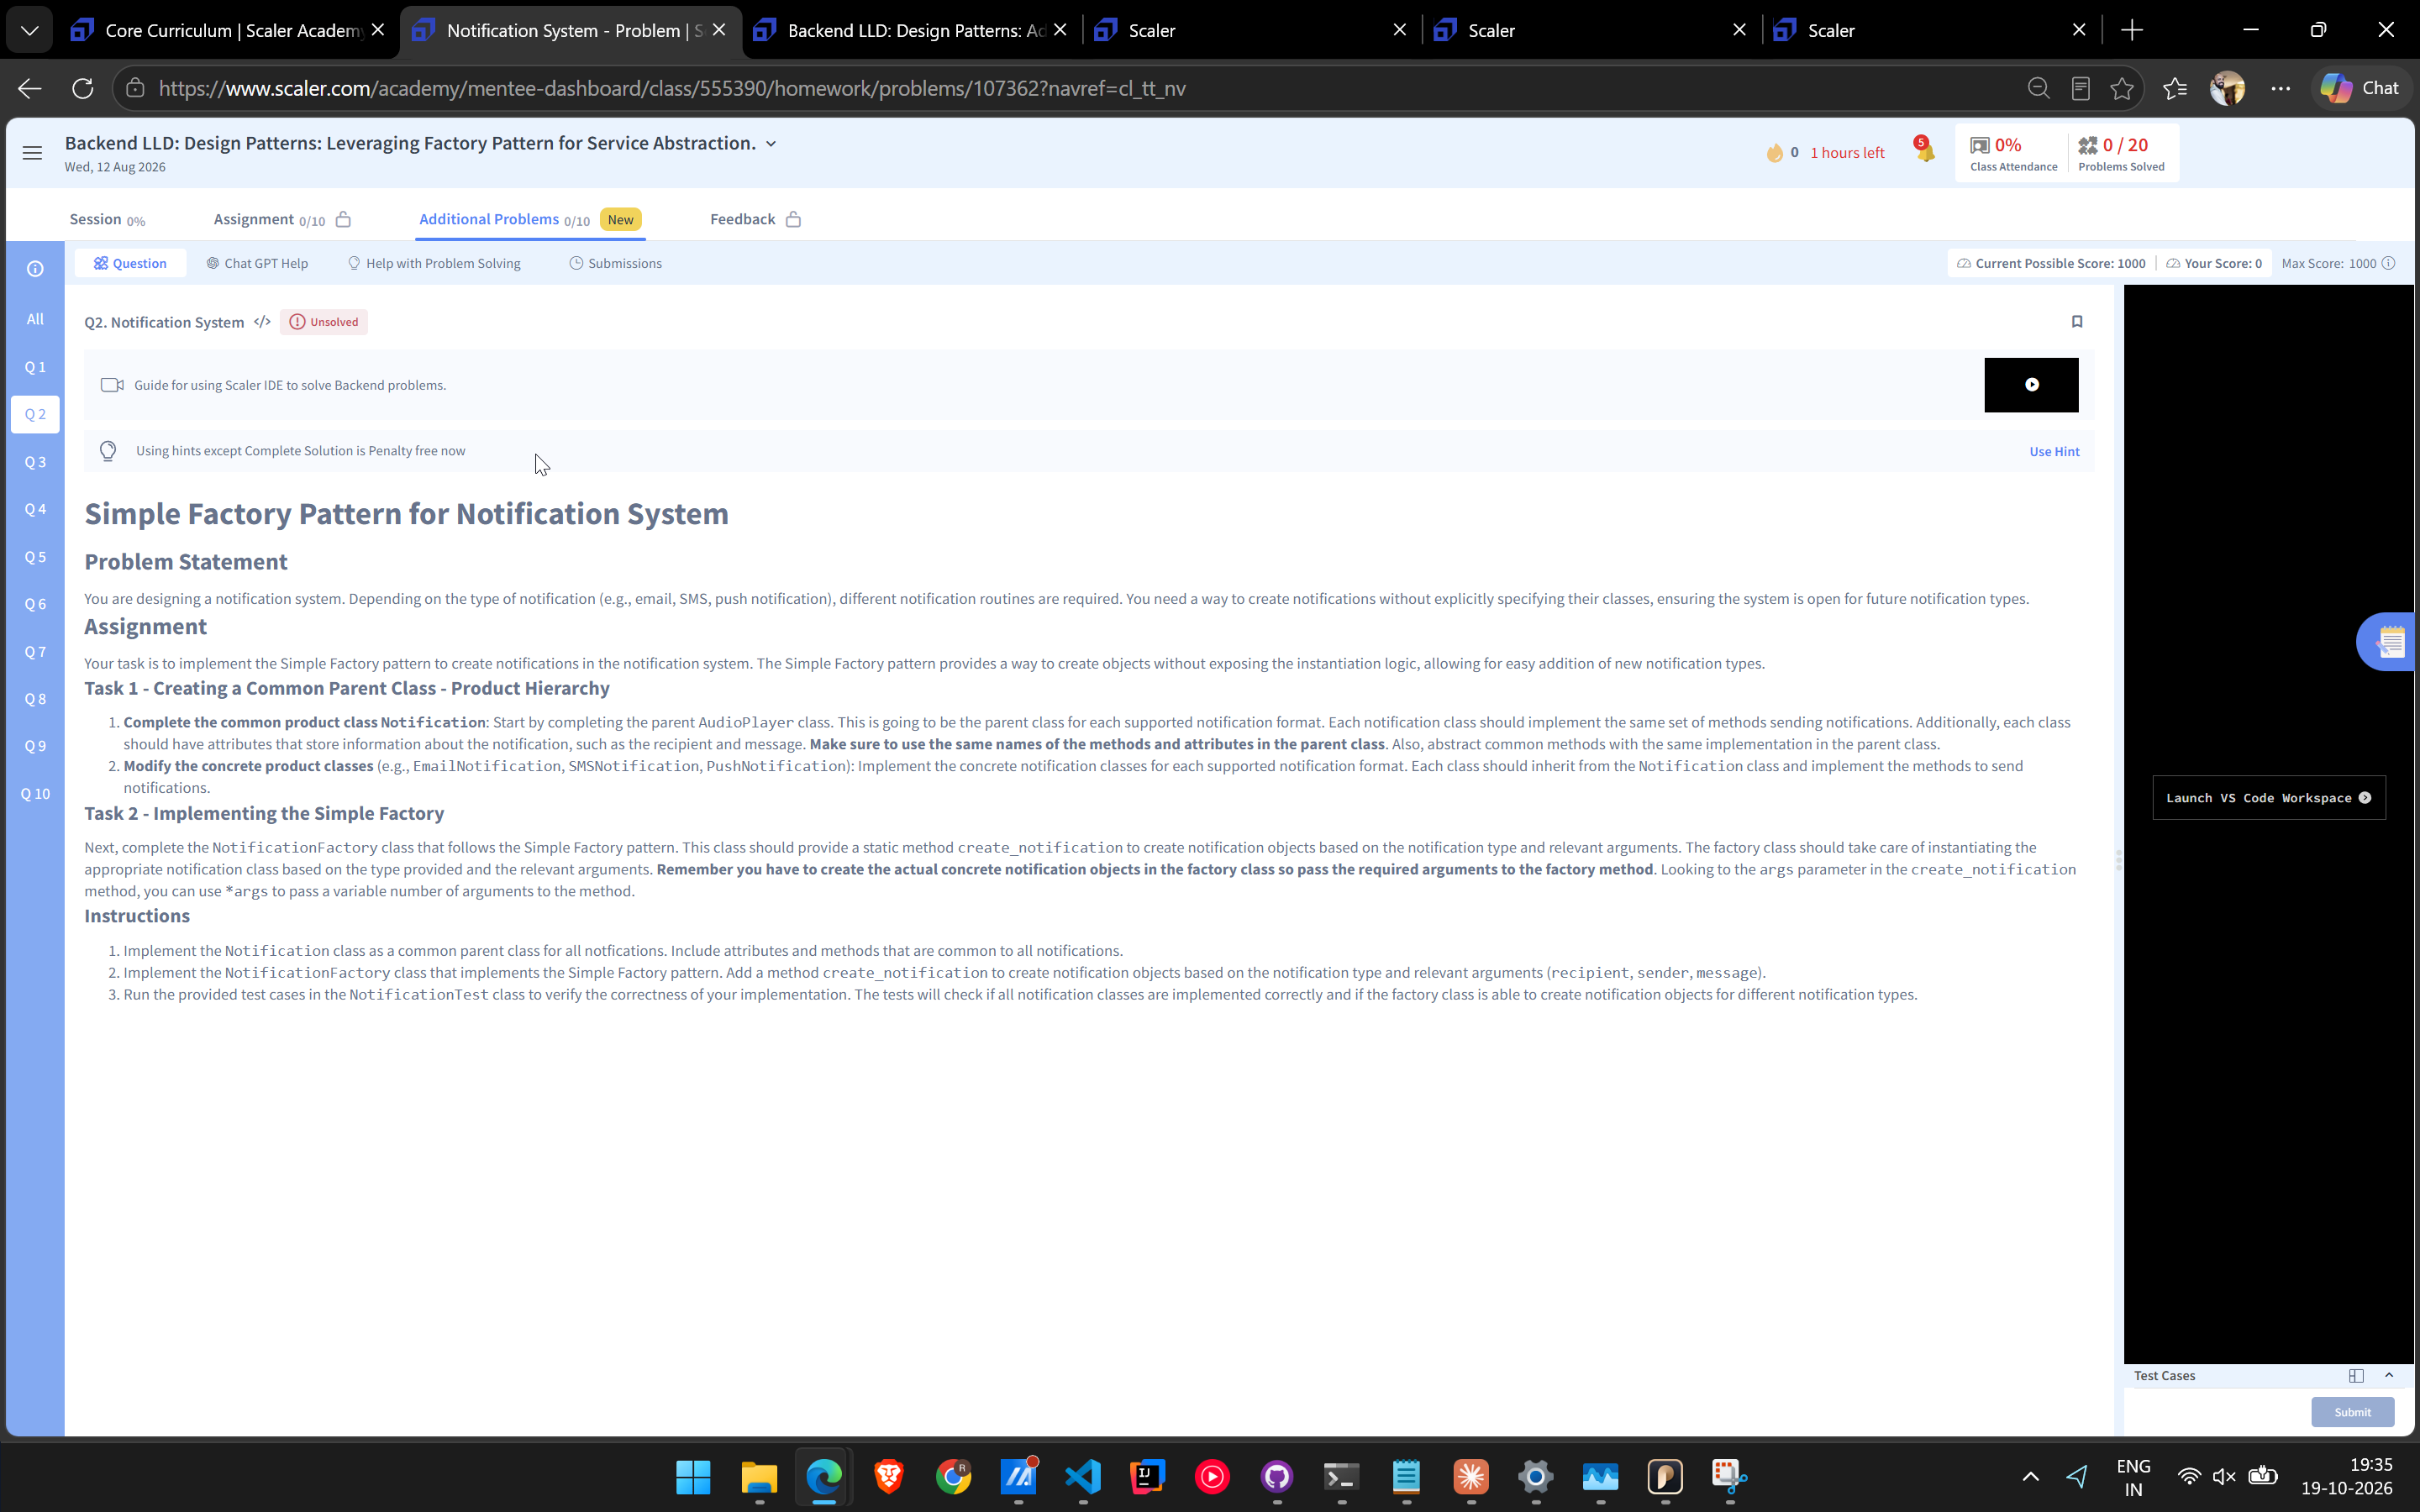 Core Curriculum | Scaler Academy
Notification System - Problem | S
Backend LLD: Design Patterns: Ad
Scaler
Scaler
Scaler
https://www.scaler.com/academy/mentee-dashboard/class/555390/homework/problems/107362?navref=cl_tt_nv
Chat
Backend LLD: Design Patterns: Leveraging Factory Pattern for Service Abstraction.
Wed, 12 Aug 2026
0 1 hours left
5
0%
Class Attendance
0 / 20
Problems Solved
Session 0%
Assignment 0/10
Additional Problems 0/10 New
Feedback
Question
Chat GPT Help
Help with Problem Solving
Submissions
Current Possible Score: 1000
Your Score: 0
Max Score: 1000
All
Q 1
Q 2
Q 3
Q 4
Q 5
Q 6
Q 7
Q 8
Q 9
Q 10
Q2. Notification System </> Unsolved
Guide for using Scaler IDE to solve Backend problems.
Using hints except Complete Solution is Penalty free now
Use Hint
Simple Factory Pattern for Notification System
Problem Statement
You are designing a notification system. Depending on the type of notification (e.g., email, SMS, push notification), different notification routines are required. You need a way to create notifications without explicitly specifying their classes, ensuring the system is open for future notification types.
Assignment
Your task is to implement the Simple Factory pattern to create notifications in the notification system. The Simple Factory pattern provides a way to create objects without exposing the instantiation logic, allowing for easy addition of new notification types.
Task 1 - Creating a Common Parent Class - Product Hierarchy
1. Complete the common product class Notification: Start by completing the parent AudioPlayer class. This is going to be the parent class for each supported notification format. Each notification class should implement the same set of methods sending notifications. Additionally, each class
should have attributes that store information about the notification, such as the recipient and message. Make sure to use the same names of the methods and attributes in the parent class. Also, abstract common methods with the same implementation in the parent class.
2. Modify the concrete product classes (e.g., EmailNotification, SMSNotification, PushNotification): Implement the concrete notification classes for each supported notification format. Each class should inherit from the Notification class and implement the methods to send
notifications.
Task 2 - Implementing the Simple Factory
Next, complete the NotificationFactory class that follows the Simple Factory pattern. This class should provide a static method create_notification to create notification objects based on the notification type and relevant arguments. The factory class should take care of instantiating the
appropriate notification class based on the type provided and the relevant arguments. Remember you have to create the actual concrete notification objects in the factory class so pass the required arguments to the factory method. Looking to the args parameter in the create_notification
method, you can use *args to pass a variable number of arguments to the method.
Instructions
1. Implement the Notification class as a common parent class for all notfications. Include attributes and methods that are common to all notifications.
2. Implement the NotificationFactory class that implements the Simple Factory pattern. Add a method create_notification to create notification objects based on the notification type and relevant arguments (recipient, sender, message).
3. Run the provided test cases in the NotificationTest class to verify the correctness of your implementation. The tests will check if all notification classes are implemented correctly and if the factory class is able to create notification objects for different notification types.
Launch VS Code Workspace
Test Cases
Submit
ENG
IN
19:35
19-10-2026